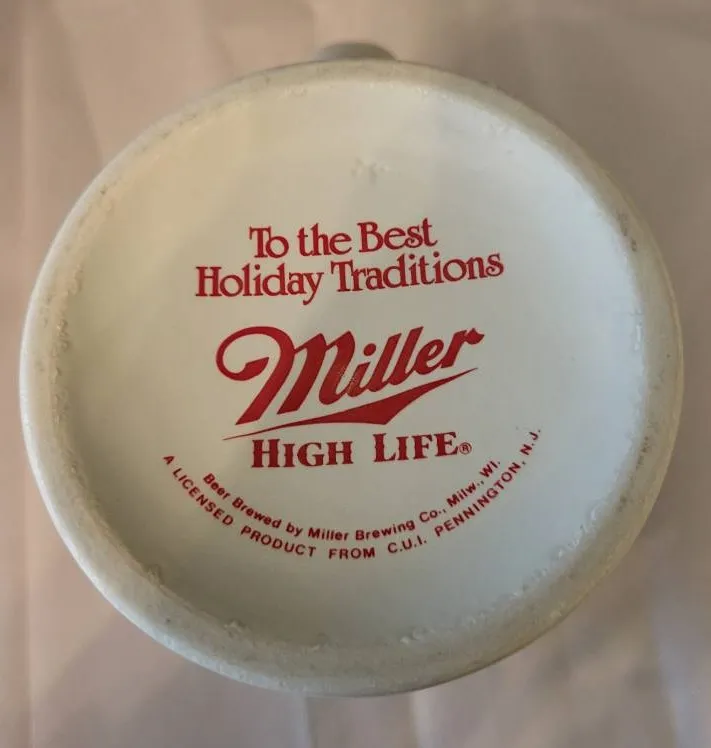 To the Best
Holiday Traditions
Miller
HIGH LIFE®
Beer Brewed by Miller Brewing Co., Milw., WI.
A LICENSED PRODUCT FROM C.U.I. PENNINGTON, N.J.